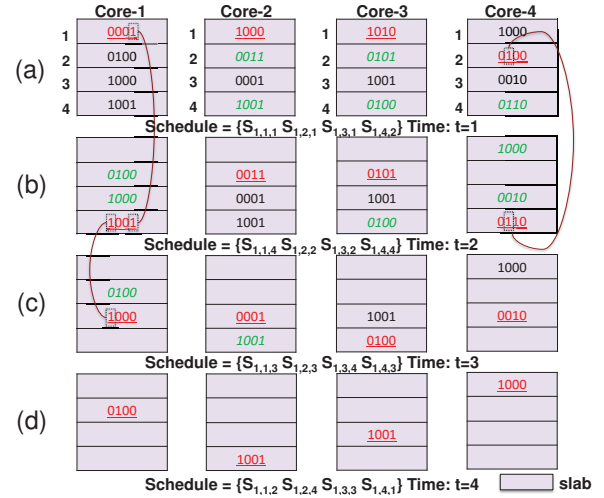 Core-1 Core-2 Core-3 Core-4
(a)
1 0001 1 1000 1 1010 1 1000
2 0100 2 0011 2 0101 2 0100
3 1000 3 0001 3 1001 3 0010
4 1001 4 1001 4 0100 4 0110
Schedule = {S1,1,1 S1,2,1 S1,3,1 S1,4,2} Time: t=1
(b)
1000
0100 0011 0101
1000 0001 1001 0010
1001 1001 0100 0110
Schedule = {S1,1,4 S1,2,2 S1,3,2 S1,4,4} Time: t=2
(c)
1000
0100
1000 0001 1001 0010
1001 0100
Schedule = {S1,1,3 S1,2,3 S1,3,4 S1,4,3} Time: t=3
(d)
1000
0100
1001
1001
Schedule = {S1,1,2 S1,2,4 S1,3,3 S1,4,1} Time: t=4
slab